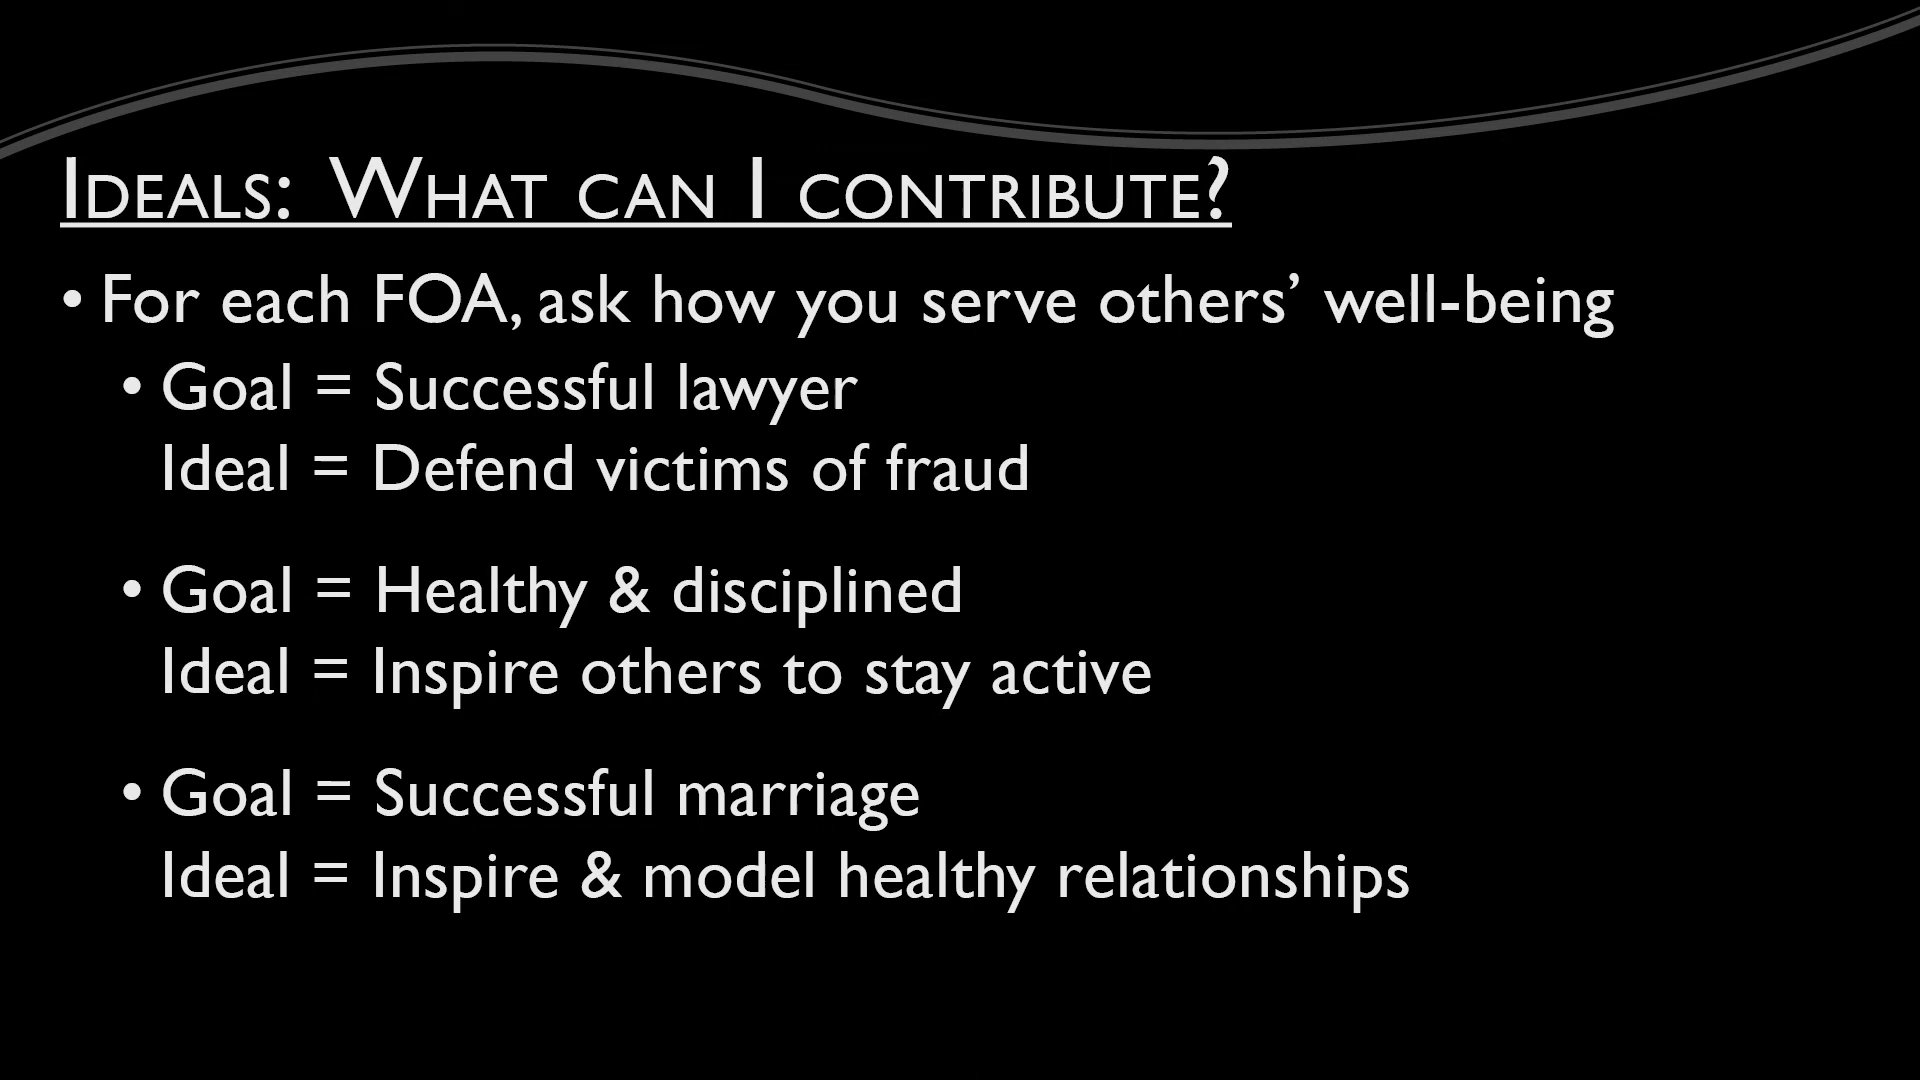 Ideals: What can I contribute?
• For each FOA, ask how you serve others’ well-being
• Goal = Successful lawyer
Ideal = Defend victims of fraud
• Goal = Healthy & disciplined
Ideal = Inspire others to stay active
• Goal = Successful marriage
Ideal = Inspire & model healthy relationships